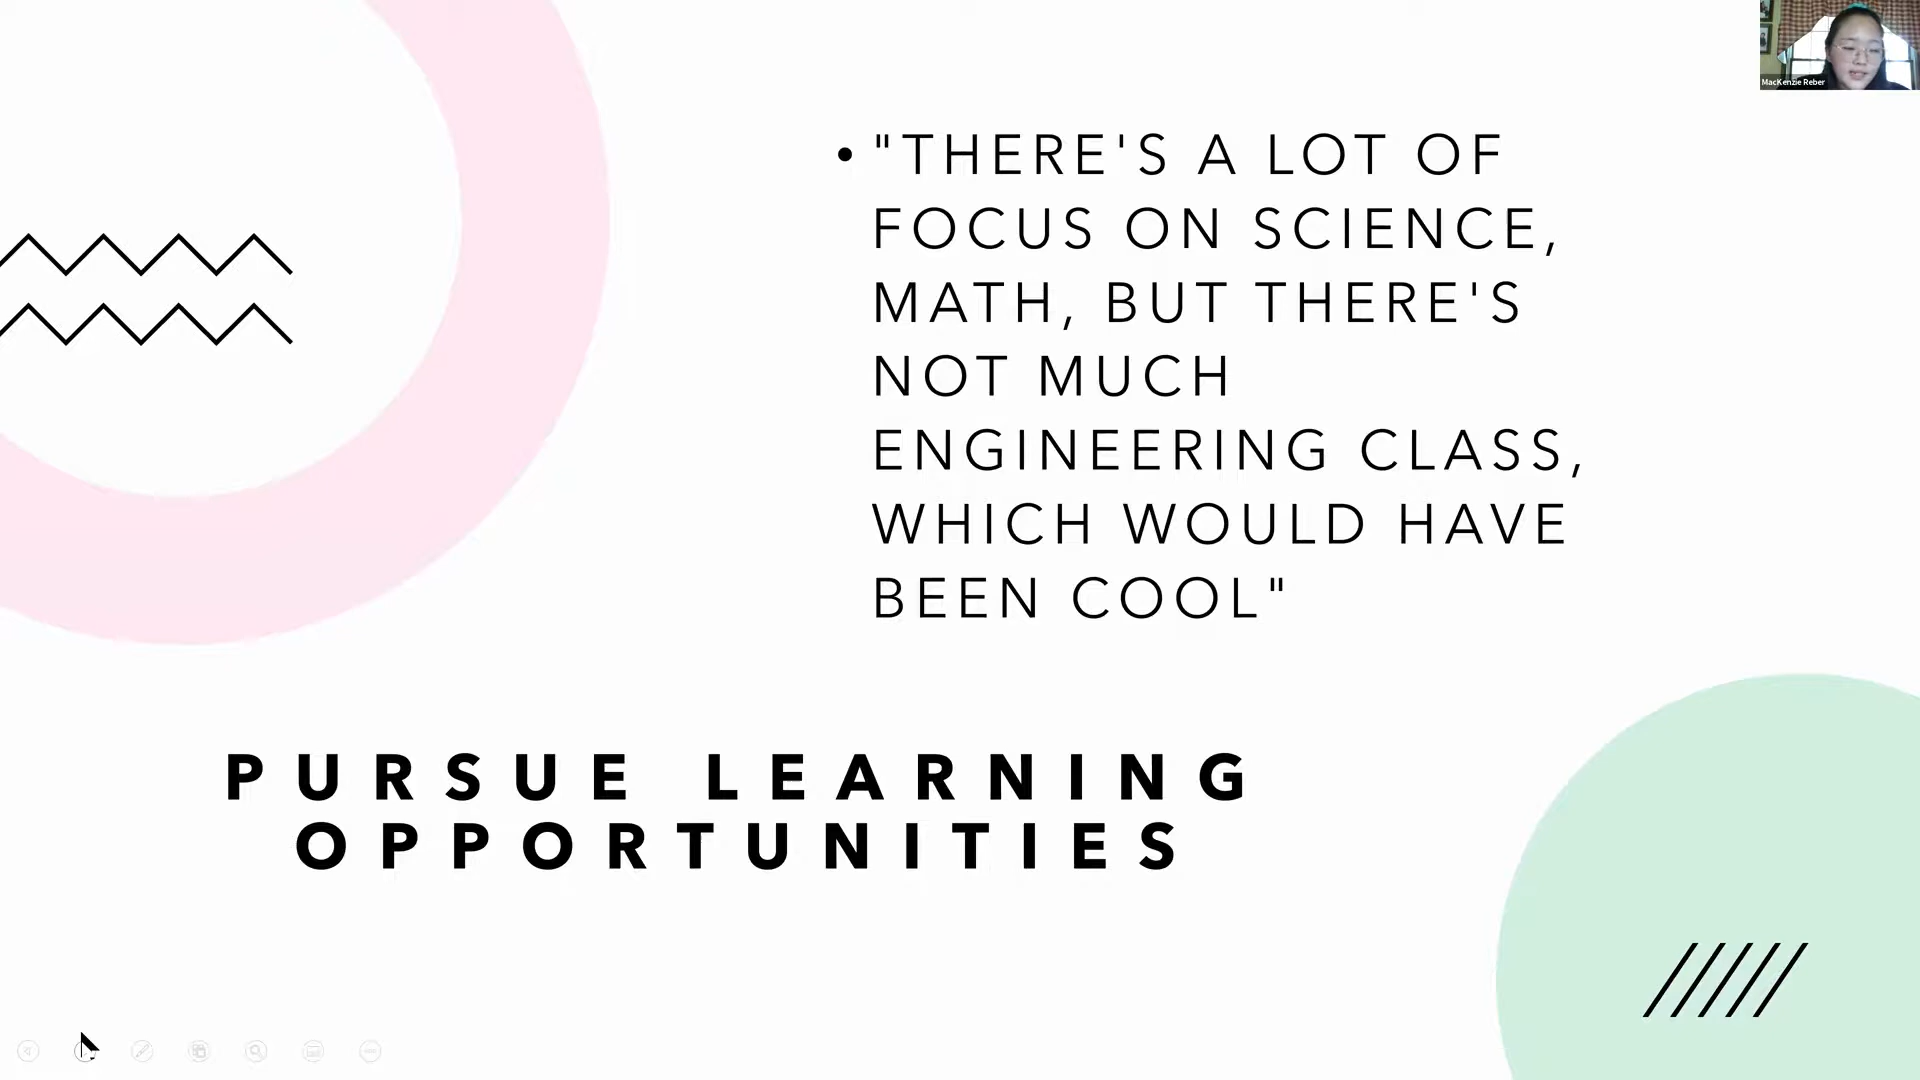 MacKenzie Reber
• "THERE'S A LOT OF
FOCUS ON SCIENCE,
MATH, BUT THERE'S
NOT MUCH
ENGINEERING CLASS,
WHICH WOULD HAVE
BEEN COOL"
PURSUE LEARNING
OPPORTUNITIES